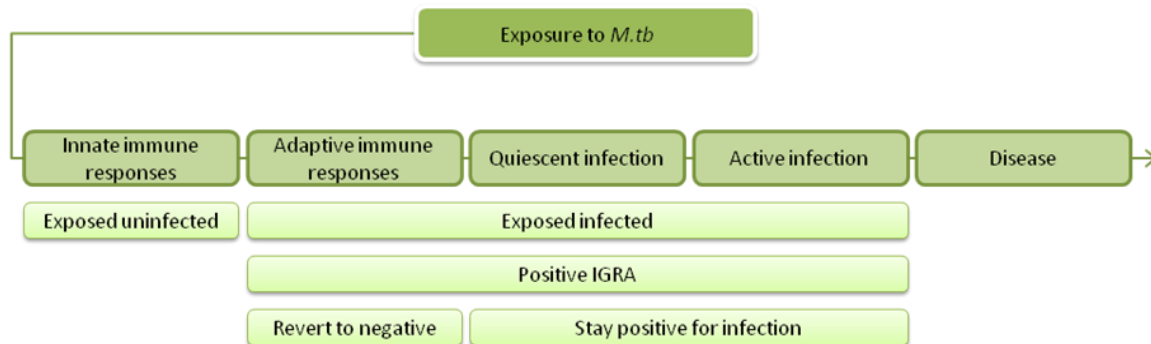 Exposure to M.tb
Innate immune
responses
Adaptive immune
responses
Quiescent infection
Active infection
Disease
Exposed uninfected
Exposed infected
Positive IGRA
Revert to negative
Stay positive for infection